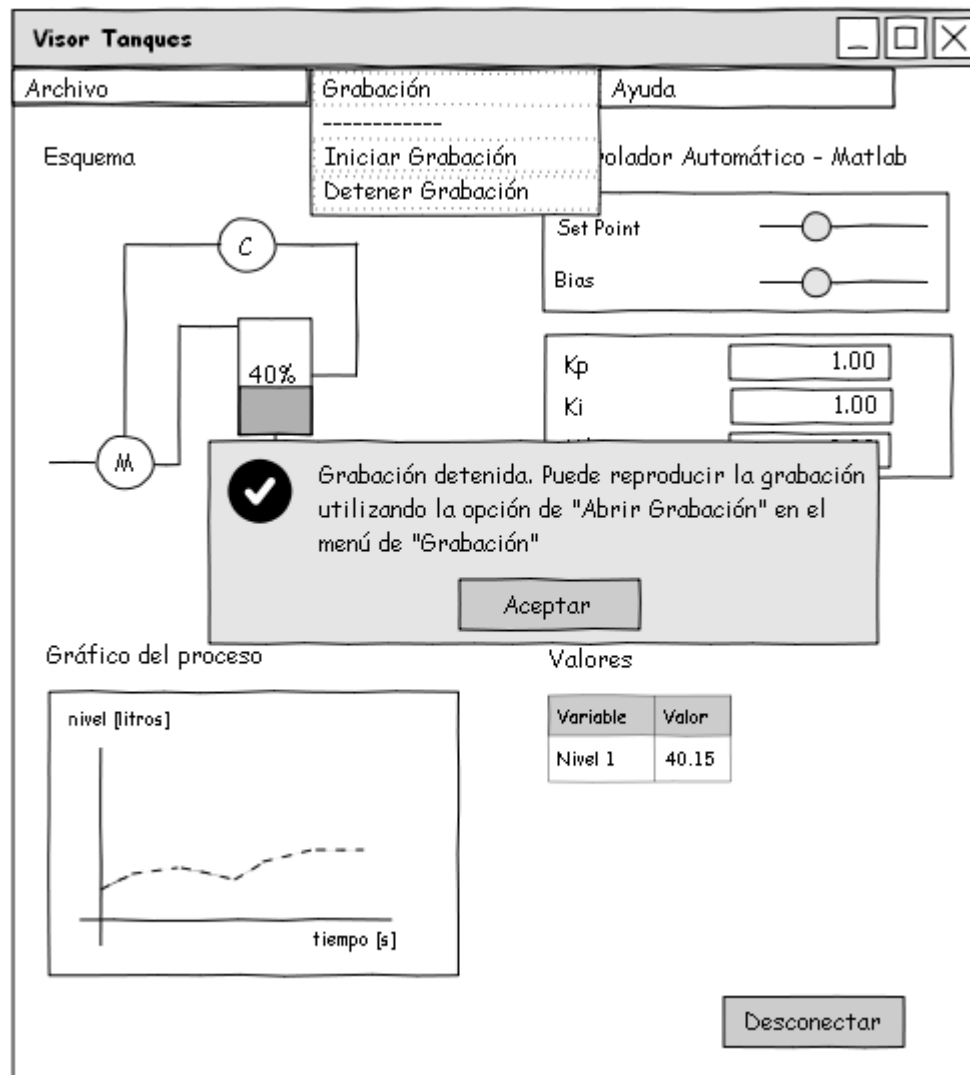 Visor Tanques
Archivo
Grabación
Ayuda
------------
Iniciar Grabación
Detener Grabación
Esquema
Automático - Matlab
Set Point
Bias
C
40%
M
Kp 1.00
Ki 1.00
Grabación detenida. Puede reproducir la grabación
utilizando la opción de "Abrir Grabación" en el
menú de "Grabación"
Aceptar
Gráfico del proceso
nivel [litros]
tiempo [s]
Valores
Variable Valor
Nivel 1 40.15
Desconectar